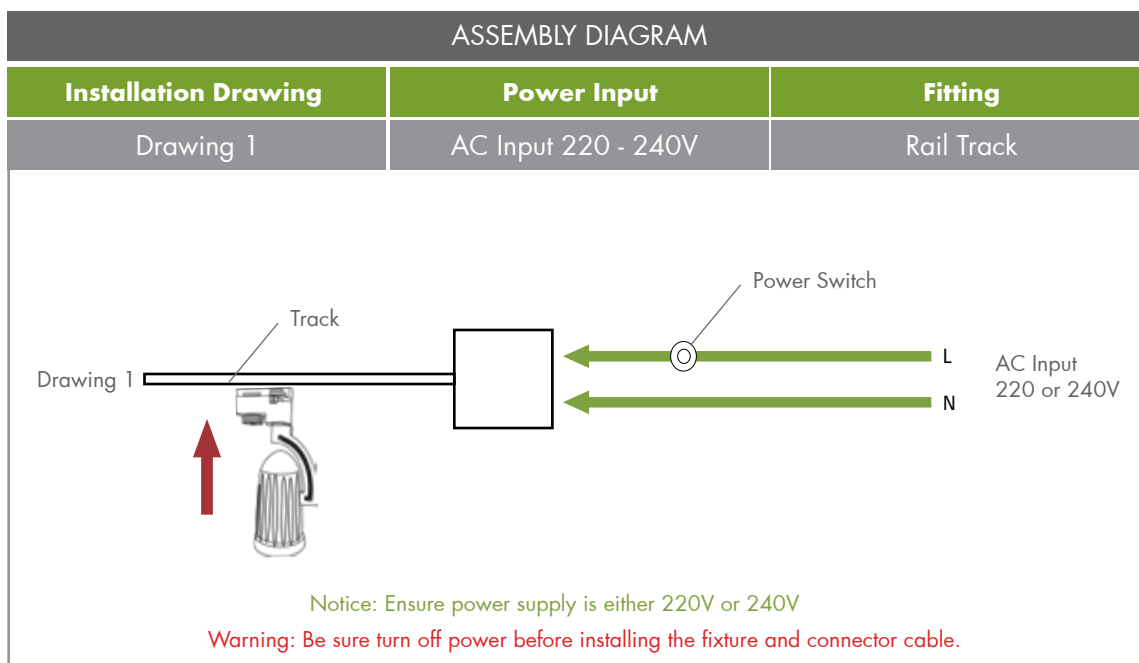 ASSEMBLY DIAGRAM
Installation Drawing
Power Input
Fitting
Drawing 1
AC Input 220 - 240V
Rail Track
Power Switch
Track
L
AC Input
220 or 240V
Drawing 1
N
Notice: Ensure power supply is either 220V or 240V
Warning: Be sure turn off power before installing the fixture and connector cable.